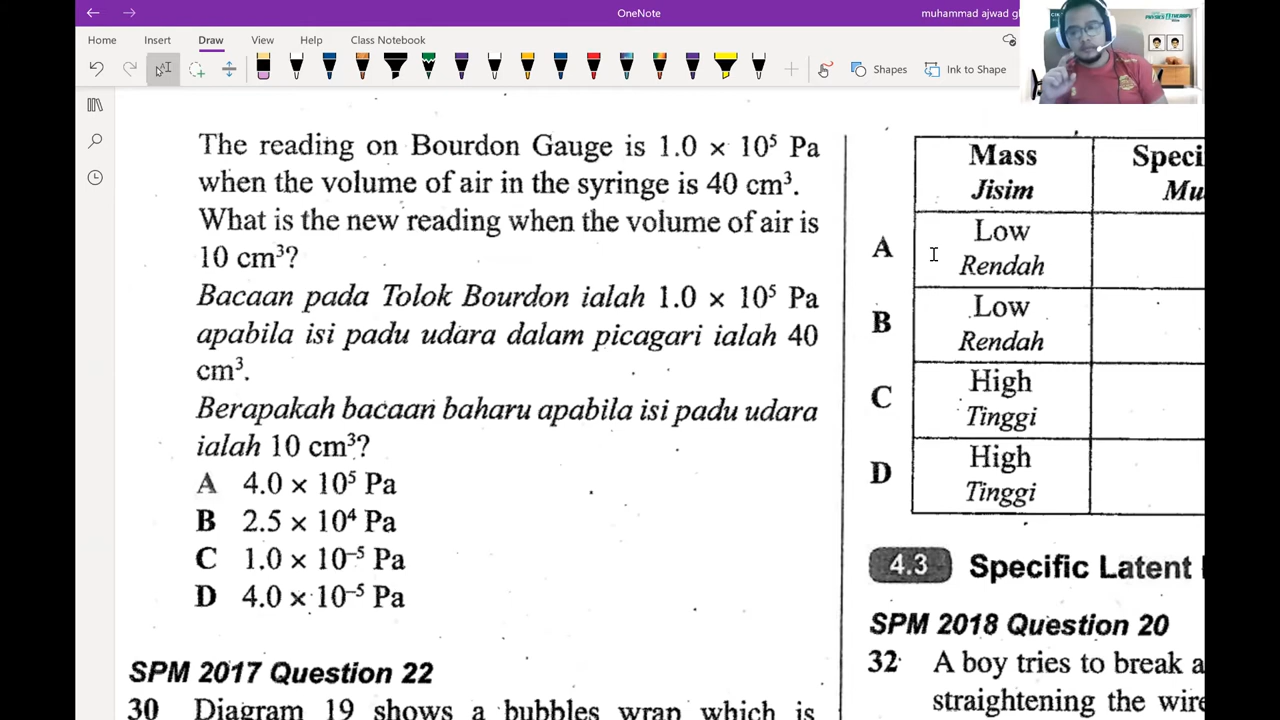 OneNote
muhammad ajwad gh
Home Insert Draw View Help Class Notebook
Shapes
Ink to Shape
The reading on Bourdon Gauge is 1.0 × 10⁵ Pa
when the volume of air in the syringe is 40 cm³.
What is the new reading when the volume of air is
10 cm³?
Bacaan pada Tolok Bourdon ialah 1.0 × 10⁵ Pa
apabila isi padu udara dalam picagari ialah 40
cm³.
Berapakah bacaan baharu apabila isi padu udara
ialah 10 cm³?
A 4.0 × 10⁵ Pa
B 2.5 × 10⁴ Pa
C 1.0 × 10⁻⁵ Pa
D 4.0 × 10⁻⁵ Pa
SPM 2017 Question 22
30 Diagram 19 shows a bubbles wrap which is
Mass Speci
Jisim Mu
A Low
Rendah
B Low
Rendah
C High
Tinggi
D High
Tinggi
4.3 Specific Latent
SPM 2018 Question 20
32 A boy tries to break a
straightening the wire